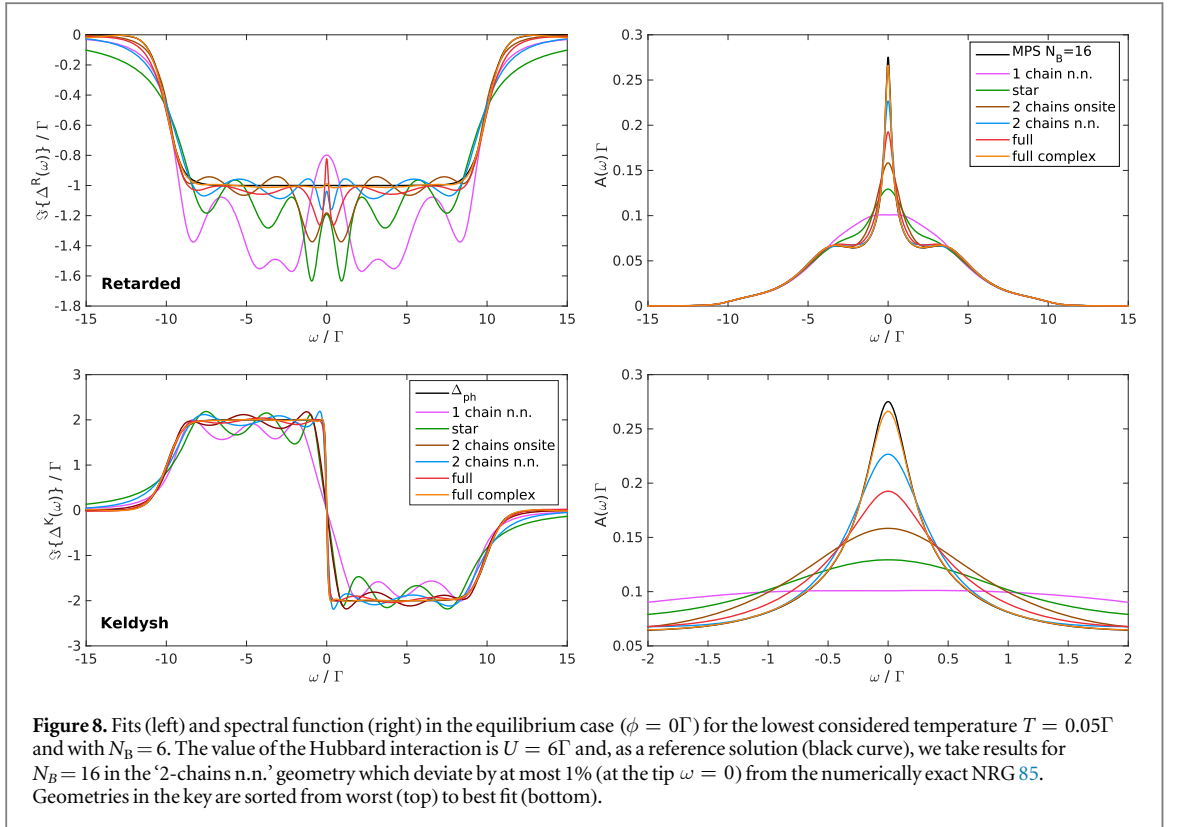 0
-0.2
-0.4
-0.6
-0.8
-1
-1.2
-1.4
-1.6
-1.8
ℑ{Δ^R(ω)} / Γ
Retarded
-15 -10 -5 0 5 10 15
ω / Γ
0.3
0.25
0.2
0.15
0.1
0.05
0
A(ω) Γ
MPS N_B=16
1 chain n.n.
star
2 chains onsite
2 chains n.n.
full
full complex
-15 -10 -5 0 5 10 15
ω / Γ
3
2
1
0
-1
-2
-3
ℑ{Δ^K(ω)} / Γ
Δ_ph
1 chain n.n.
star
2 chains onsite
2 chains n.n.
full
full complex
Keldysh
-15 -10 -5 0 5 10 15
ω / Γ
0.3
0.25
0.2
0.15
0.1
0.05
A(ω) Γ
-2 -1.5 -1 -0.5 0 0.5 1 1.5 2
ω / Γ
Figure 8. Fits (left) and spectral function (right) in the equilibrium case (ϕ = 0Γ) for the lowest considered temperature T = 0.05Γ
and with N_B = 6. The value of the Hubbard interaction is U = 6Γ and, as a reference solution (black curve), we take results for
N_B = 16 in the ‘2-chains n.n.’ geometry which deviate by at most 1% (at the tip ω = 0) from the numerically exact NRG 85.
Geometries in the key are sorted from worst (top) to best fit (bottom).